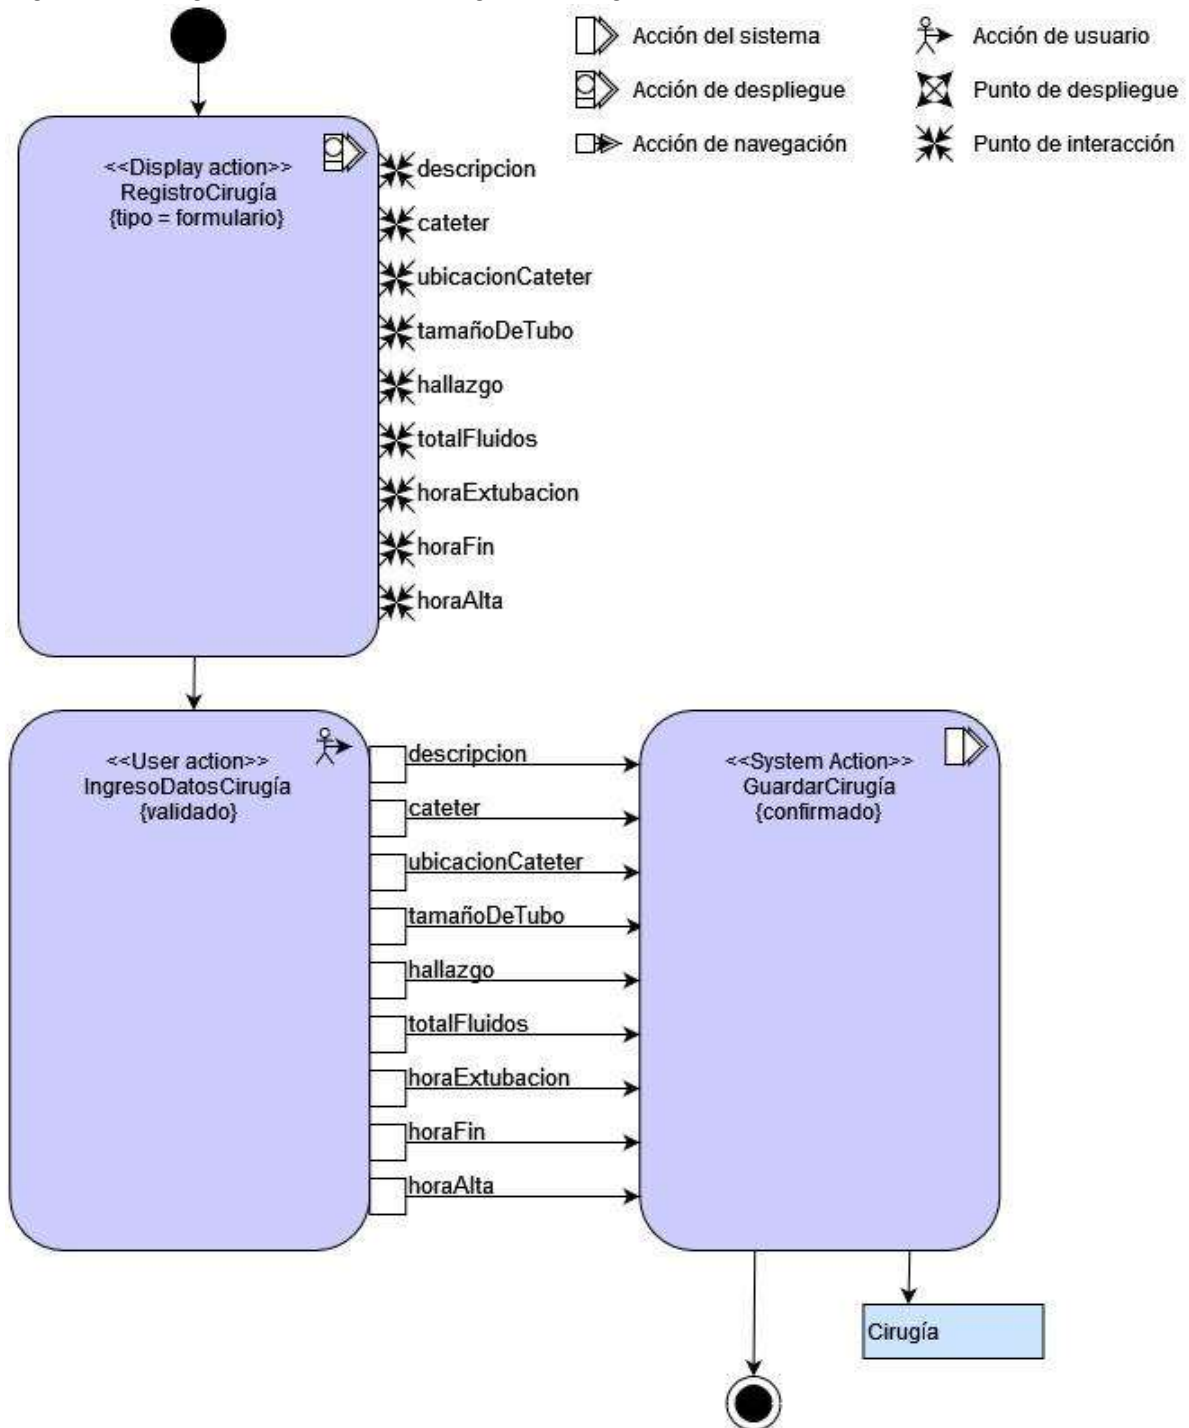 Acción del sistema
Acción de usuario
Acción de despliegue
Punto de despliegue
Acción de navegación
Punto de interacción
<<Display action>>
RegistroCirugía
{tipo = formulario}
descripcion
cateter
ubicacionCateter
tamañoDeTubo
hallazgo
totalFluidos
horaExtubacion
horaFin
horaAlta
<<User action>>
IngresoDatosCirugía
{validado}
descripcion
cateter
ubicacionCateter
tamañoDeTubo
hallazgo
totalFluidos
horaExtubacion
horaFin
horaAlta
<<System Action>>
GuardarCirugía
{confirmado}
Cirugía